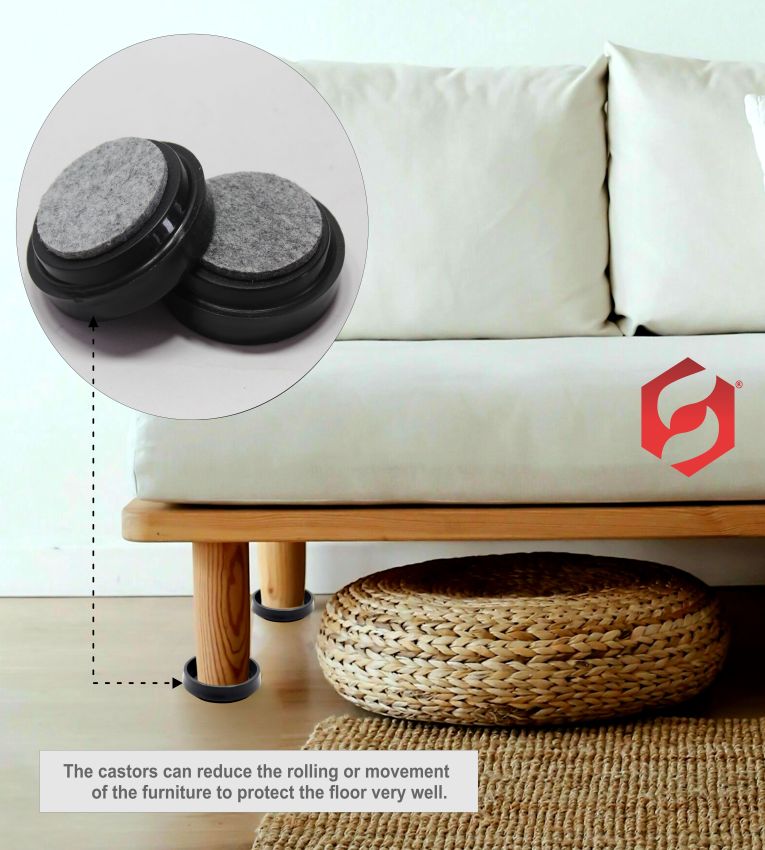 ®
The castors can reduce the rolling or movement
of the furniture to protect the floor very well.